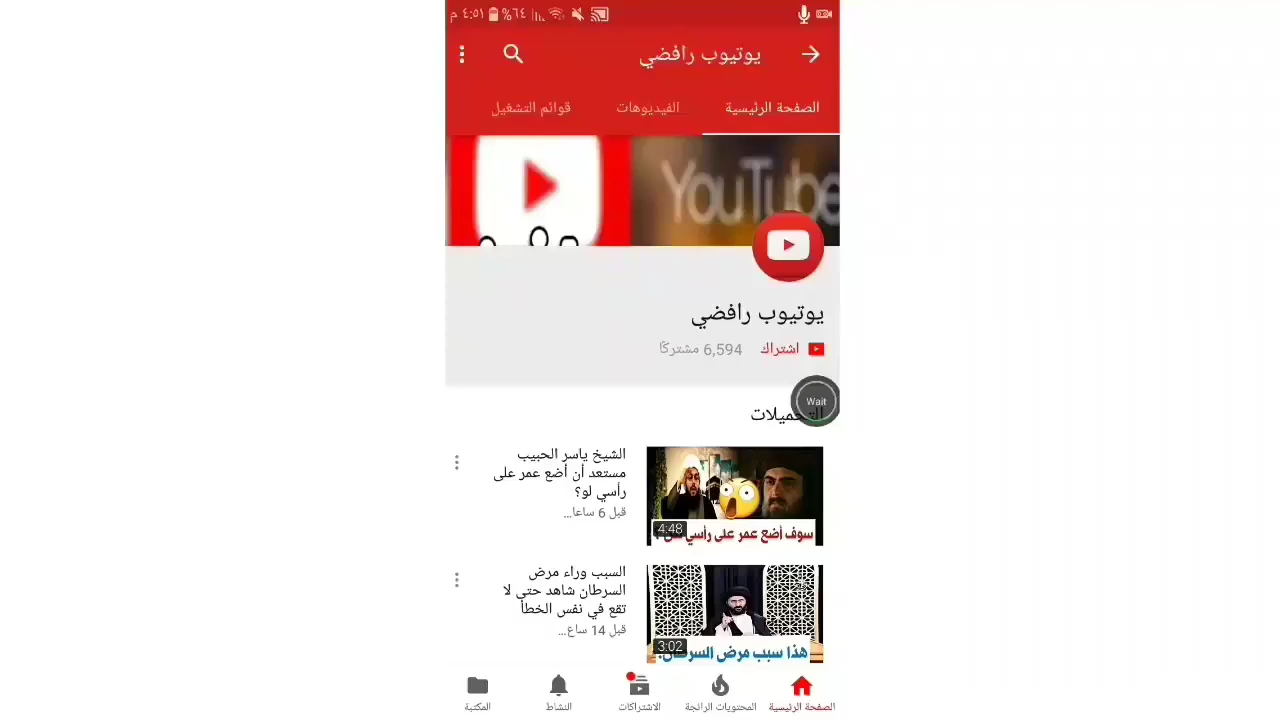 ٤:٥١ م ٦٤%
يوتيوب رافضي
الصفحة الرئيسية
الفيديوهات
قوائم التشغيل
YouTube
يوتيوب رافضي
اشتراك
6,594 مشتركًا
Wait
التحميلات
الشيخ ياسر الحبيب
مستعد أن أضع عمر على
رأسي لو؟
قبل 6 ساعا...
سوف أضع عمر على رأسي
4:48
السبب وراء مرض
السرطان شاهد حتى لا
تقع في نفس الخطأ
قبل 14 ساع...
3:02
هذا سبب مرض السرطان
الصفحة الرئيسية
المحتويات الرائجة
الاشتراكات
النشاط
المكتبة